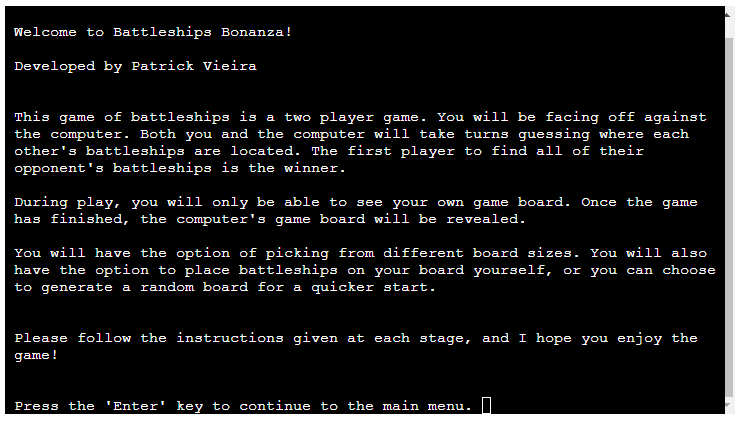 Welcome to Battleships Bonanza!
Developed by Patrick Vieira
This game of battleships is a two player game. You will be facing off against
the computer. Both you and the computer will take turns guessing where each
other's battleships are located. The first player to find all of their
opponent's battleships is the winner.
During play, you will only be able to see your own game board. Once the game
has finished, the computer's game board will be revealed.
You will have the option of picking from different board sizes. You will also
have the option to place battleships on your board yourself, or you can choose
to generate a random board for a quicker start.
Please follow the instructions given at each stage, and I hope you enjoy the
game!
Press the 'Enter' key to continue to the main menu.